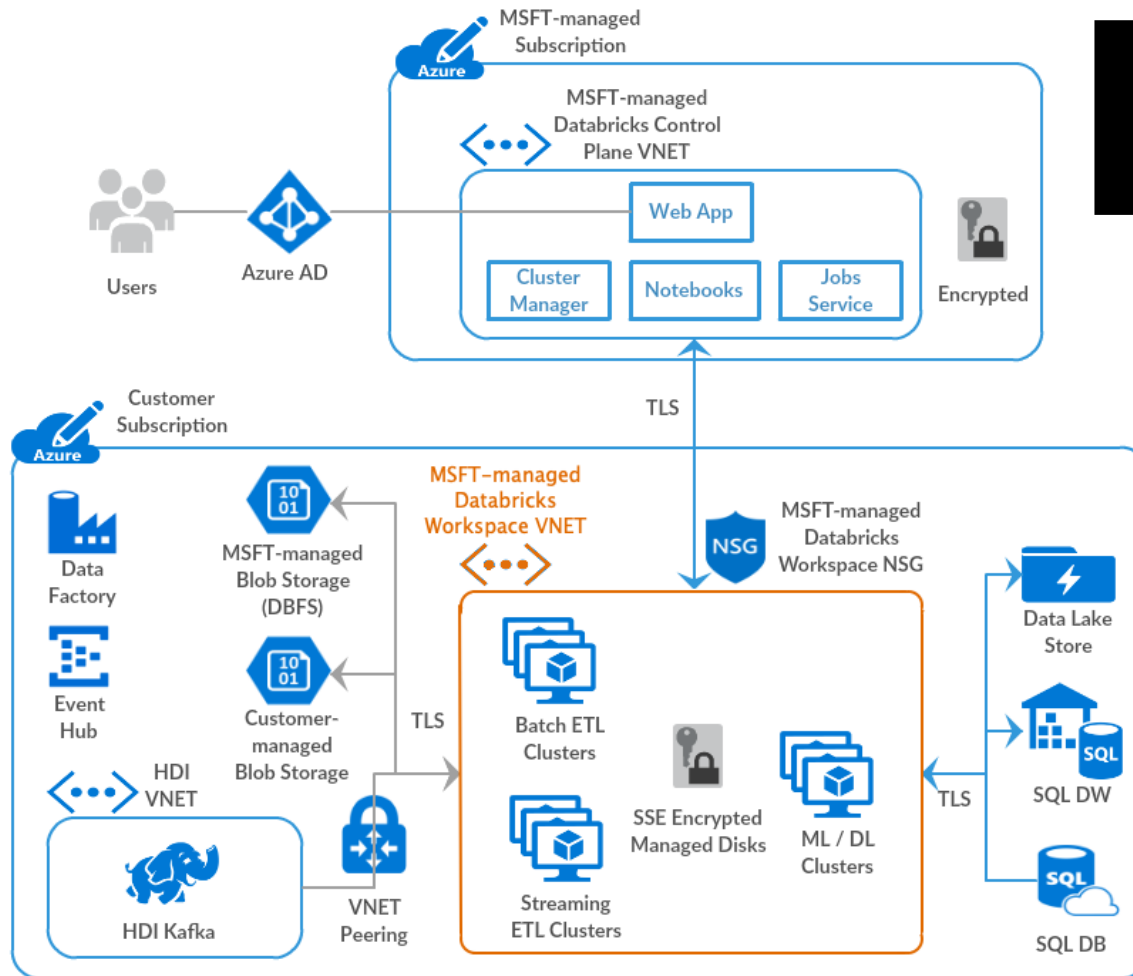 MSFT-managed
Subscription
Azure
MSFT-managed
Databricks Control
Plane VNET
Web App
Users
Azure AD
Cluster
Manager
Notebooks
Jobs
Service
Encrypted
TLS
Customer
Subscription
Azure
MSFT-managed
Databricks
Workspace VNET
10
01
MSFT-managed
Blob Storage
(DBFS)
NSG
MSFT-managed
Databricks
Workspace NSG
Data
Factory
Data Lake
Store
Event
Hub
10
01
Customer-
managed
Blob Storage
TLS
Batch ETL
Clusters
HDI
VNET
SQL
SQL DW
TLS
SSE Encrypted
Managed Disks
ML / DL
Clusters
HDI Kafka
VNET
Peering
Streaming
ETL Clusters
SQL
SQL DB